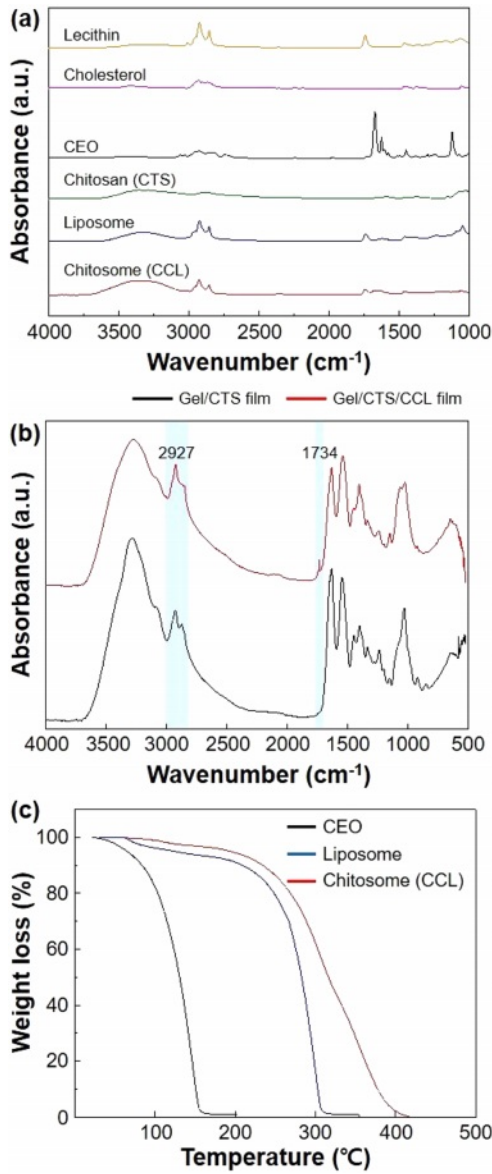 (a)
Lecithin
Cholesterol
CEO
Chitosan (CTS)
Liposome
Chitosome (CCL)
Absorbance (a.u.)
4000 3500 3000 2500 2000 1500 1000
Wavenumber (cm⁻¹)
Gel/CTS film Gel/CTS/CCL film
(b)
2927 1734
Absorbance (a.u.)
4000 3500 3000 2500 2000 1500 1000 500
Wavenumber (cm⁻¹)
(c)
100
80
60
40
20
0
CEO
Liposome
Chitosome (CCL)
Weight loss (%)
100 200 300 400 500
Temperature (℃)